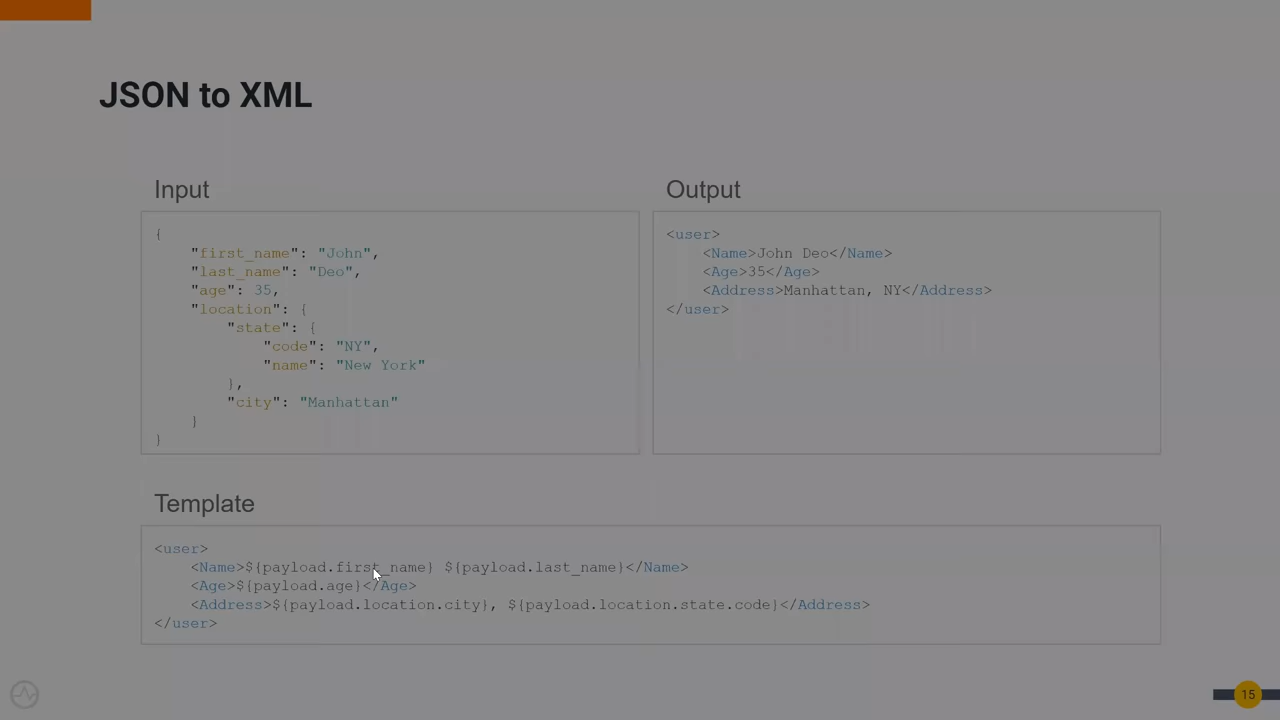 JSON to XML
Input
{
    "first_name": "John",
    "last_name": "Deo",
    "age": 35,
    "location": {
        "state": {
            "code": "NY",
            "name": "New York"
        },
        "city": "Manhattan"
    }
}
Output
<user>
    <Name>John Deo</Name>
    <Age>35</Age>
    <Address>Manhattan, NY</Address>
</user>
Template
<user>
    <Name>${payload.first_name} ${payload.last_name}</Name>
    <Age>${payload.age}</Age>
    <Address>${payload.location.city}, ${payload.location.state.code}</Address>
</user>
15